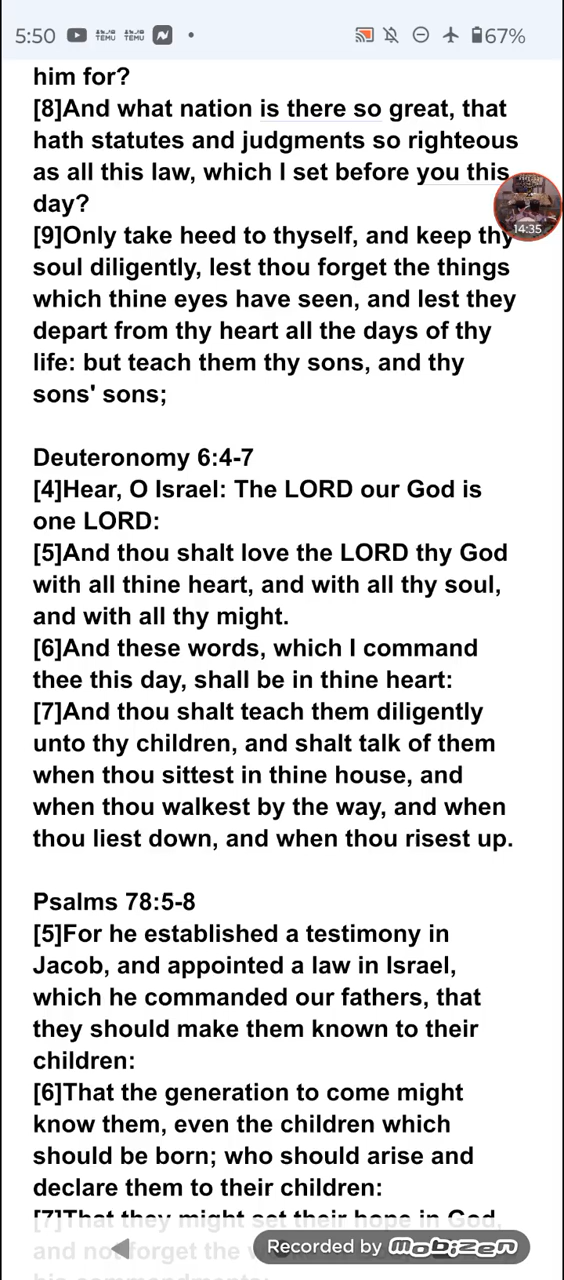 5:50 TEMU TEMU 67%
him for?
[8]And what nation is there so great, that
hath statutes and judgments so righteous
as all this law, which I set before you this
day?
14:35
[9]Only take heed to thyself, and keep thy
soul diligently, lest thou forget the things
which thine eyes have seen, and lest they
depart from thy heart all the days of thy
life: but teach them thy sons, and thy
sons' sons;
Deuteronomy 6:4-7
[4]Hear, O Israel: The LORD our God is
one LORD:
[5]And thou shalt love the LORD thy God
with all thine heart, and with all thy soul,
and with all thy might.
[6]And these words, which I command
thee this day, shall be in thine heart:
[7]And thou shalt teach them diligently
unto thy children, and shalt talk of them
when thou sittest in thine house, and
when thou walkest by the way, and when
thou liest down, and when thou risest up.
Psalms 78:5-8
[5]For he established a testimony in
Jacob, and appointed a law in Israel,
which he commanded our fathers, that
they should make them known to their
children:
[6]That the generation to come might
know them, even the children which
should be born; who should arise and
declare them to their children:
[7]That they might set their hope in God,
and not forget the
Recorded by mobizen
his commandments: